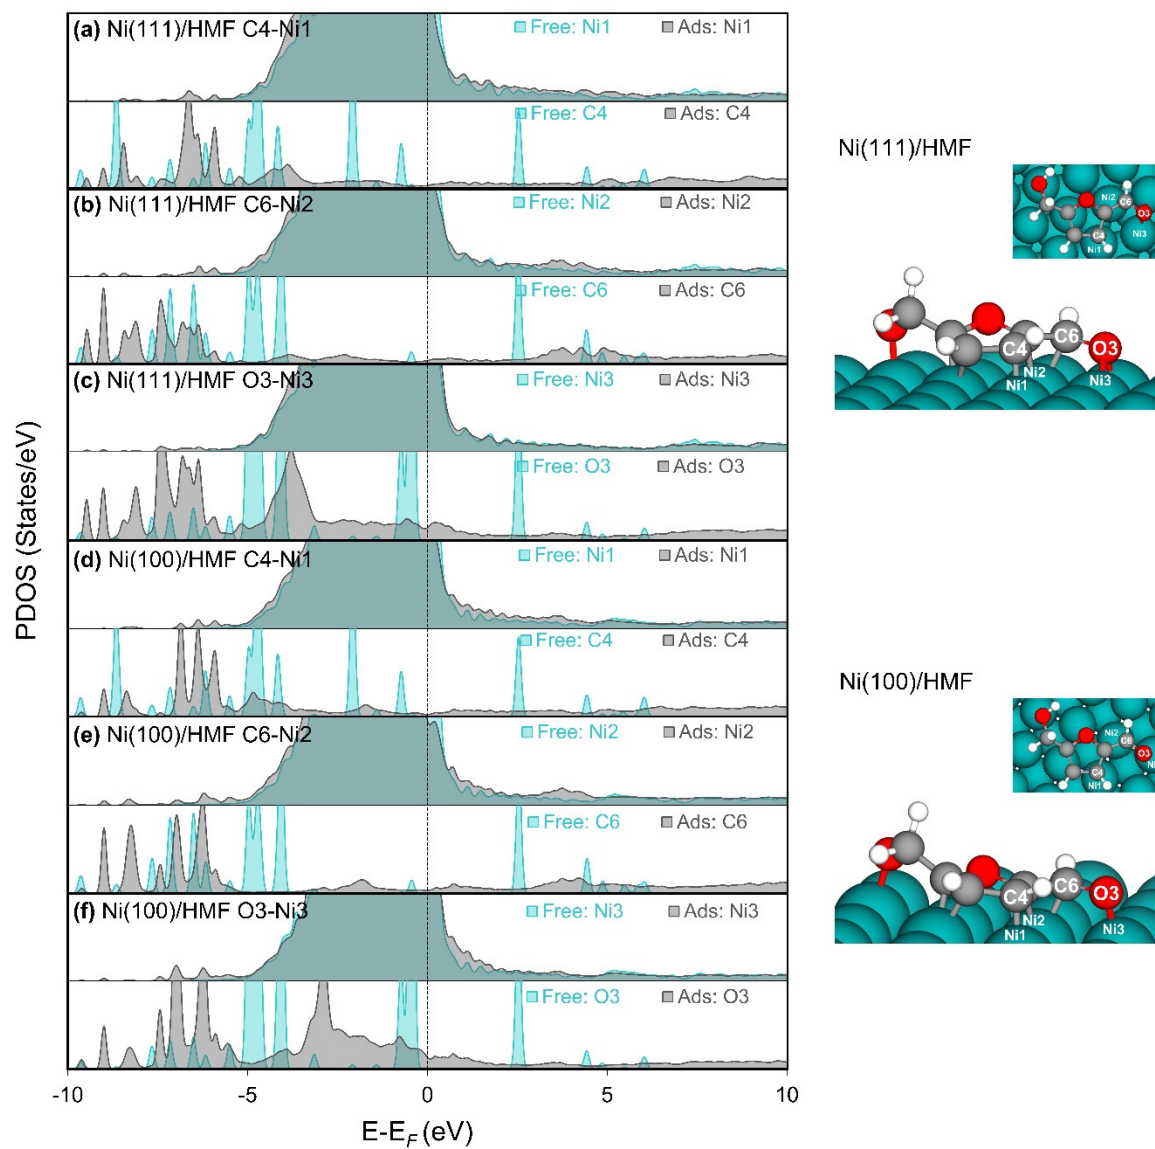 (a) Ni(111)/HMF C4-Ni1
Free: Ni1
Ads: Ni1
Free: C4
Ads: C4
(b) Ni(111)/HMF C6-Ni2
Free: Ni2
Ads: Ni2
Free: C6
Ads: C6
(c) Ni(111)/HMF O3-Ni3
Free: Ni3
Ads: Ni3
Free: O3
Ads: O3
(d) Ni(100)/HMF C4-Ni1
Free: Ni1
Ads: Ni1
Free: C4
Ads: C4
(e) Ni(100)/HMF C6-Ni2
Free: Ni2
Ads: Ni2
Free: C6
Ads: C6
(f) Ni(100)/HMF O3-Ni3
Free: Ni3
Ads: Ni3
Free: O3
Ads: O3
PDOS (States/eV)
-10 -5 0 5 10
E-E_F (eV)
Ni(111)/HMF
Ni2
C6
O3
C4
Ni3
Ni1
C6
C4
O3
Ni2
Ni1
Ni3
Ni(100)/HMF
Ni2
C6
O3
Ni
C4
Ni1
C6
C4
O3
Ni2
Ni3
Ni1